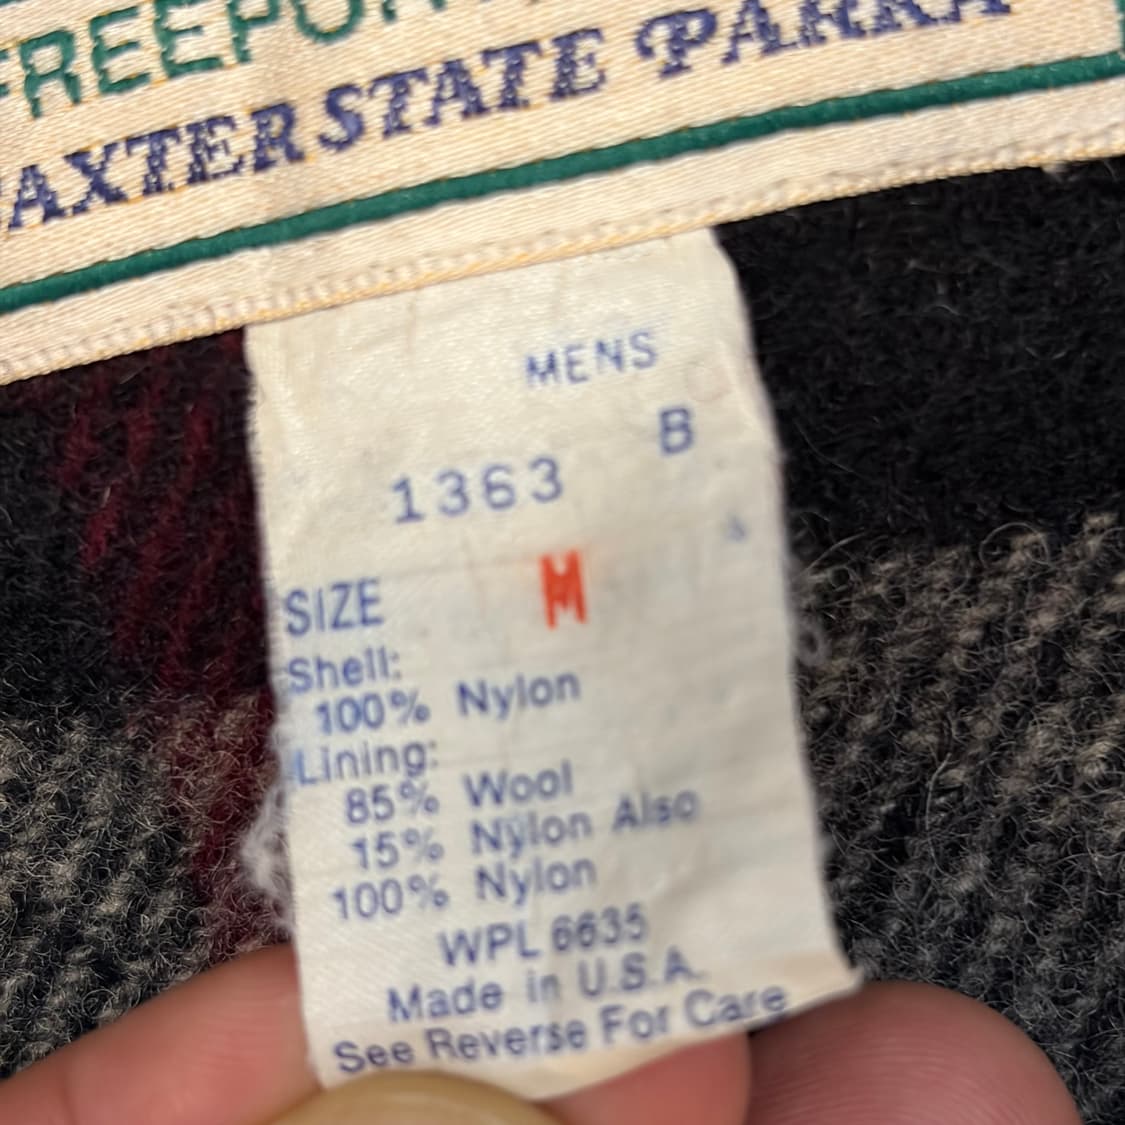 FREEPOR
AXTER STATE PARKA
MENS
B
1363
SIZE M
Shell:
100% Nylon
Lining:
85% Wool
15% Nylon Also
100% Nylon
WPL 6635
Made in U.S.A.
See Reverse For Care